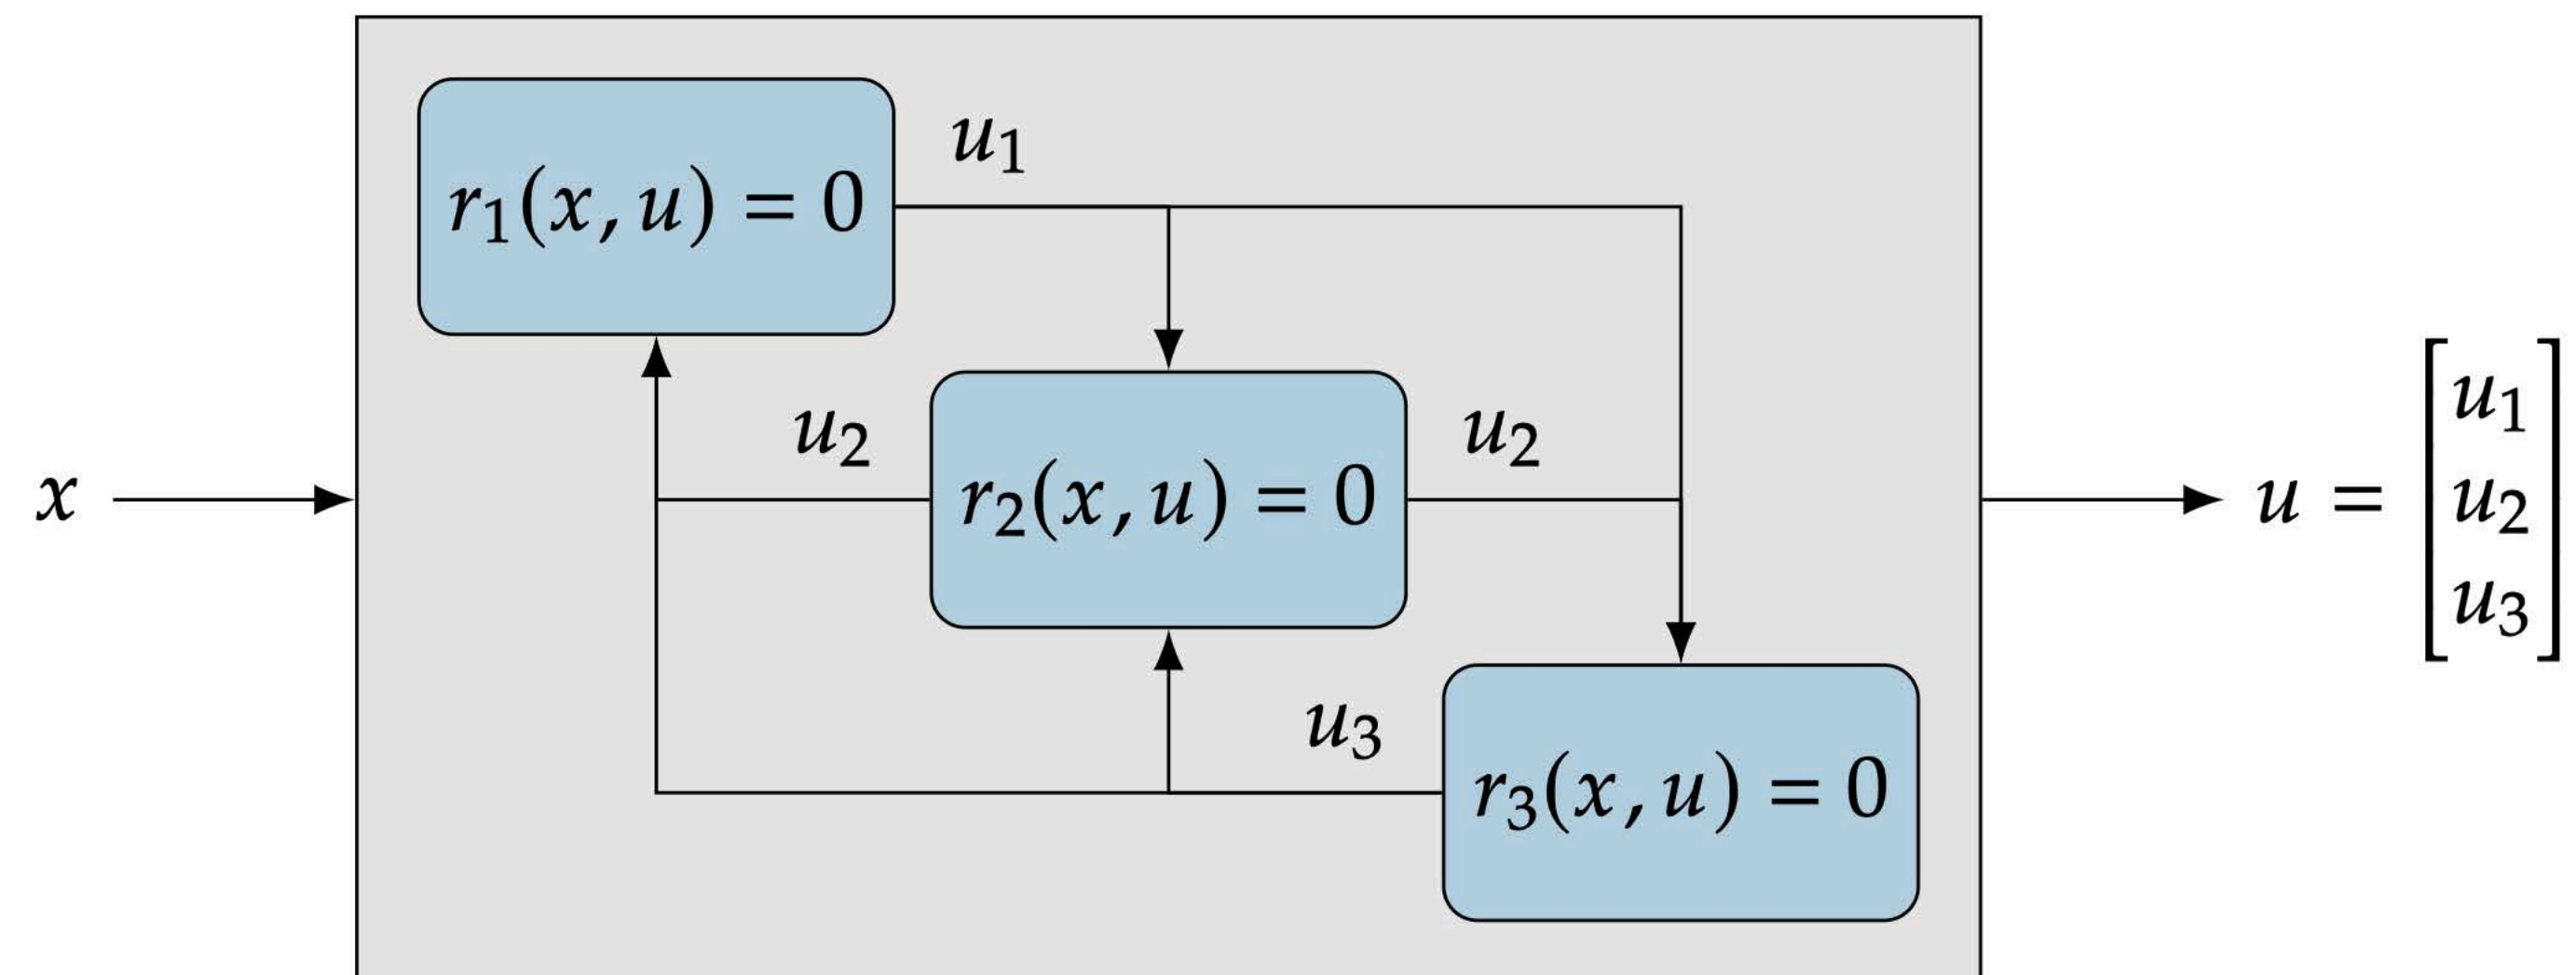 u₁
r₁(x, u) = 0
u₂
u₂
x
r₂(x, u) = 0
u = [u₁ u₂ u₃]
u₃
r₃(x, u) = 0